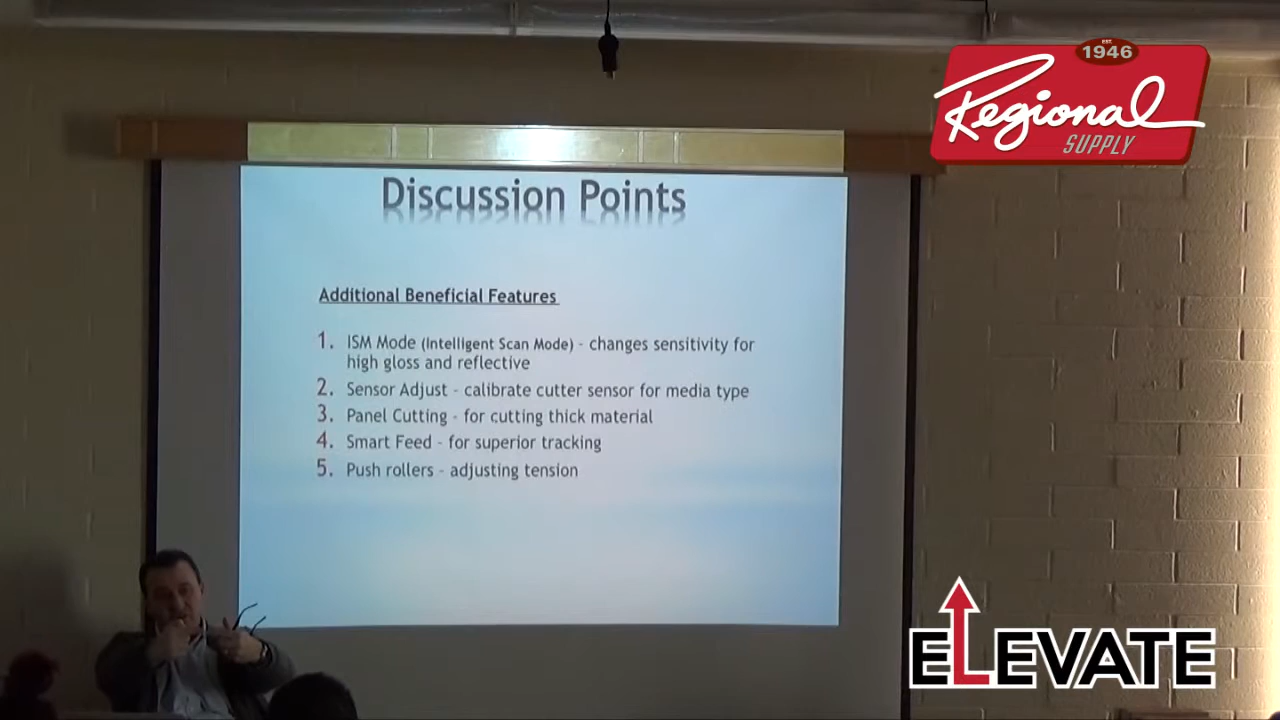 EST.
1946
Regional
SUPPLY
Discussion Points
Additional Beneficial Features
1. ISM Mode (Intelligent Scan Mode) - changes sensitivity for
high gloss and reflective
2. Sensor Adjust - calibrate cutter sensor for media type
3. Panel Cutting - for cutting thick material
4. Smart Feed - for superior tracking
5. Push rollers - adjusting tension
ELEVATE